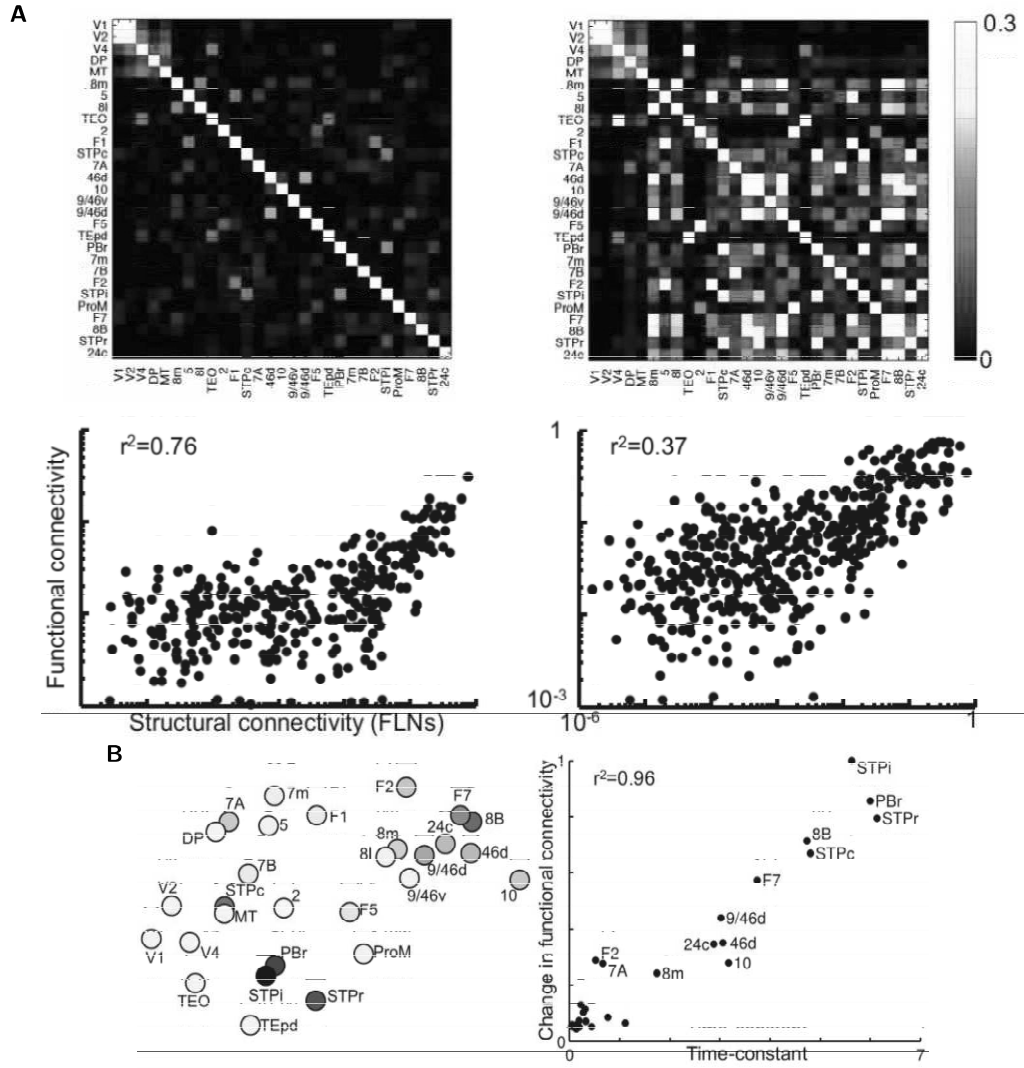 A
V1
V2
V4
DP
MT
8m
5
8l
TEO
2
F1
STPc
7A
46d
10
9/46v
9/46d
F5
TEpd
PBr
7m
7B
F2
STPi
ProM
F7
8B
STPr
24c
V1 V2 V4 DP MT 8m 5 8l TEO 2 F1 STPc 7A 46d 10 9/46v 9/46d F5 TEpd PBr 7m 7B F2 STPi ProM F7 8B STPr 24c
V1
V2
V4
DP
MT
8m
5
8l
TEO
2
F1
STPc
7A
46d
10
9/46v
9/46d
F5
TEpd
PBr
7m
7B
F2
STPi
ProM
F7
8B
STPr
24c
V1 V2 V4 DP MT 8m 5 8l TEO 2 F1 STPc 7A 46d 10 9/46v 9/46d F5 TEpd PBr 7m 7B F2 STPi ProM F7 8B STPr 24c
0.3
0
r²=0.76
Functional connectivity
Structural connectivity (FLNs)
1
r²=0.37
10⁻³
10⁻⁶
1
B
7m
F2
7A
F1
F7
8B
DP
5
8m
24c
8l
46d
9/46d
7B
9/46v
10
V2
STPc
2
MT
F5
V1
V4
PBr
ProM
TEO
STPi
STPr
TEpd
1
r²=0.96
STPi
PBr
STPr
8B
STPc
F7
9/46d
24c
46d
F2
10
7A
8m
Change in functional connectivity
0
0
Time-constant
7